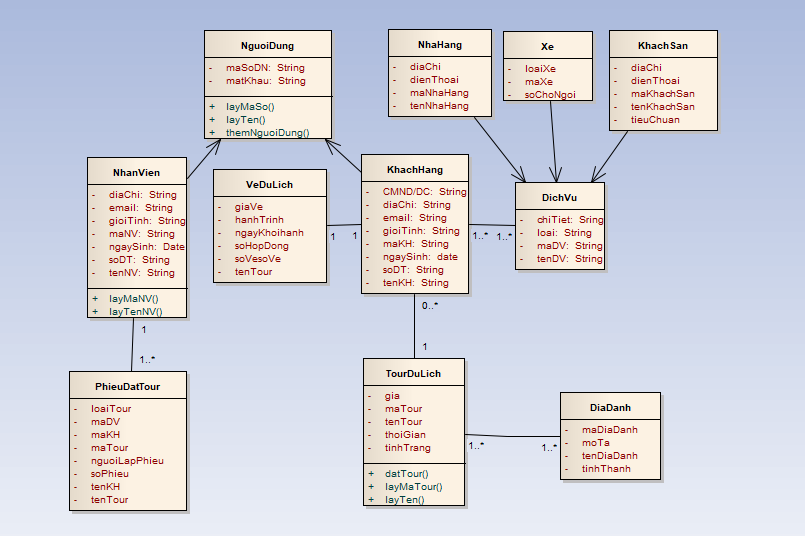 NguoiDung
- maSoDN: String
- matKhau: String
+ layMaSo()
+ layTen()
+ themNguoiDung()
NhaHang
- diaChi
- dienThoai
- maNhaHang
- tenNhaHang
Xe
- loaiXe
- maXe
- soChoNgoi
KhachSan
- diaChi
- dienThoai
- maKhachSan
- tenKhachSan
- tieuChuan
NhanVien
- diaChi: String
- email: String
- gioiTinh: String
- maNV: String
- ngaySinh: Date
- soDT: String
- tenNV: String
+ layMaNV()
+ layTenNV()
VeDuLich
- giaVe
- hanhTrinh
- ngayKhoihanh
- soHopDong
- soVesoVe
- tenTour
KhachHang
- CMND/DC: String
- diaChi: String
- email: String
- gioiTinh: String
- maKH: String
- ngaySinh: date
- soDT: String
- tenKH: String
DichVu
- chiTiet: Sring
- loai: String
- maDV: String
- tenDV: String
1
1
1..*
1..*
0..*
1
1
1..*
PhieuDatTour
- loaiTour
- maDV
- maKH
- maTour
- nguoiLapPhieu
- soPhieu
- tenKH
- tenTour
TourDuLich
- gia
- maTour
- tenTour
- thoiGian
- tinhTrang
+ datTour()
+ layMaTour()
+ layTen()
1..*
1..*
DiaDanh
- maDiaDanh
- moTa
- tenDiaDanh
- tinhThanh